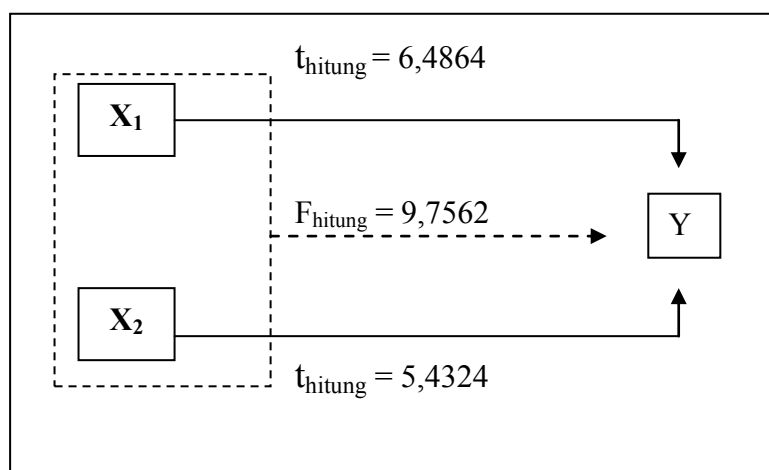 t_hitung = 6,4864
X₁
F_hitung = 9,7562
Y
X₂
t_hitung = 5,4324